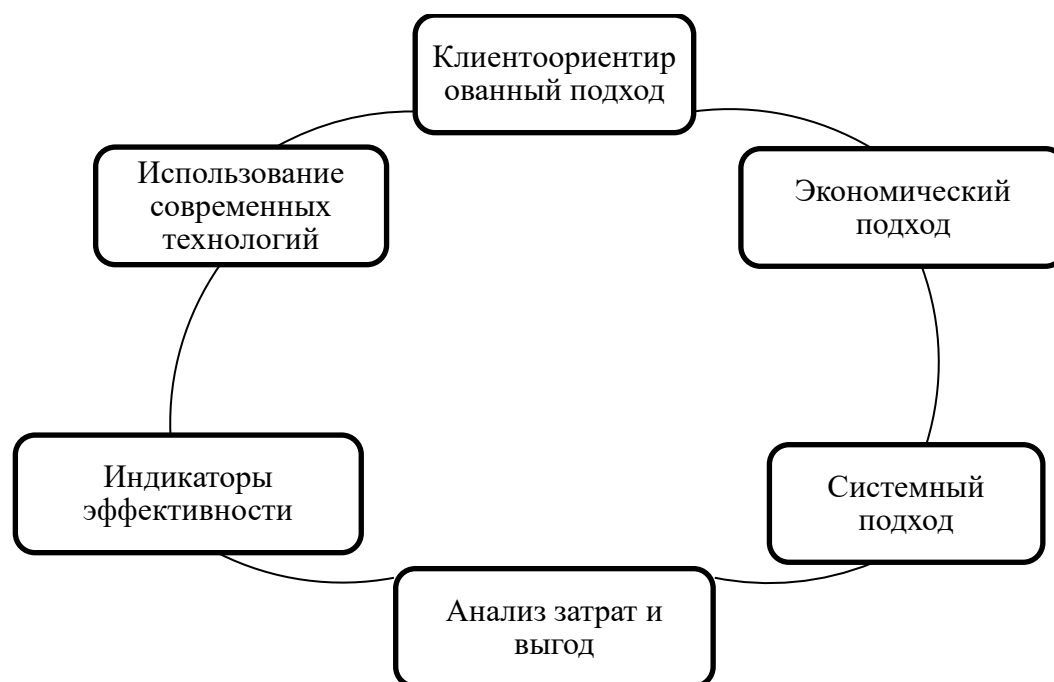 Клиентоориентир
ованный подход
Экономический
подход
Системный
подход
Анализ затрат и
выгод
Индикаторы
эффективности
Использование
современных
технологий